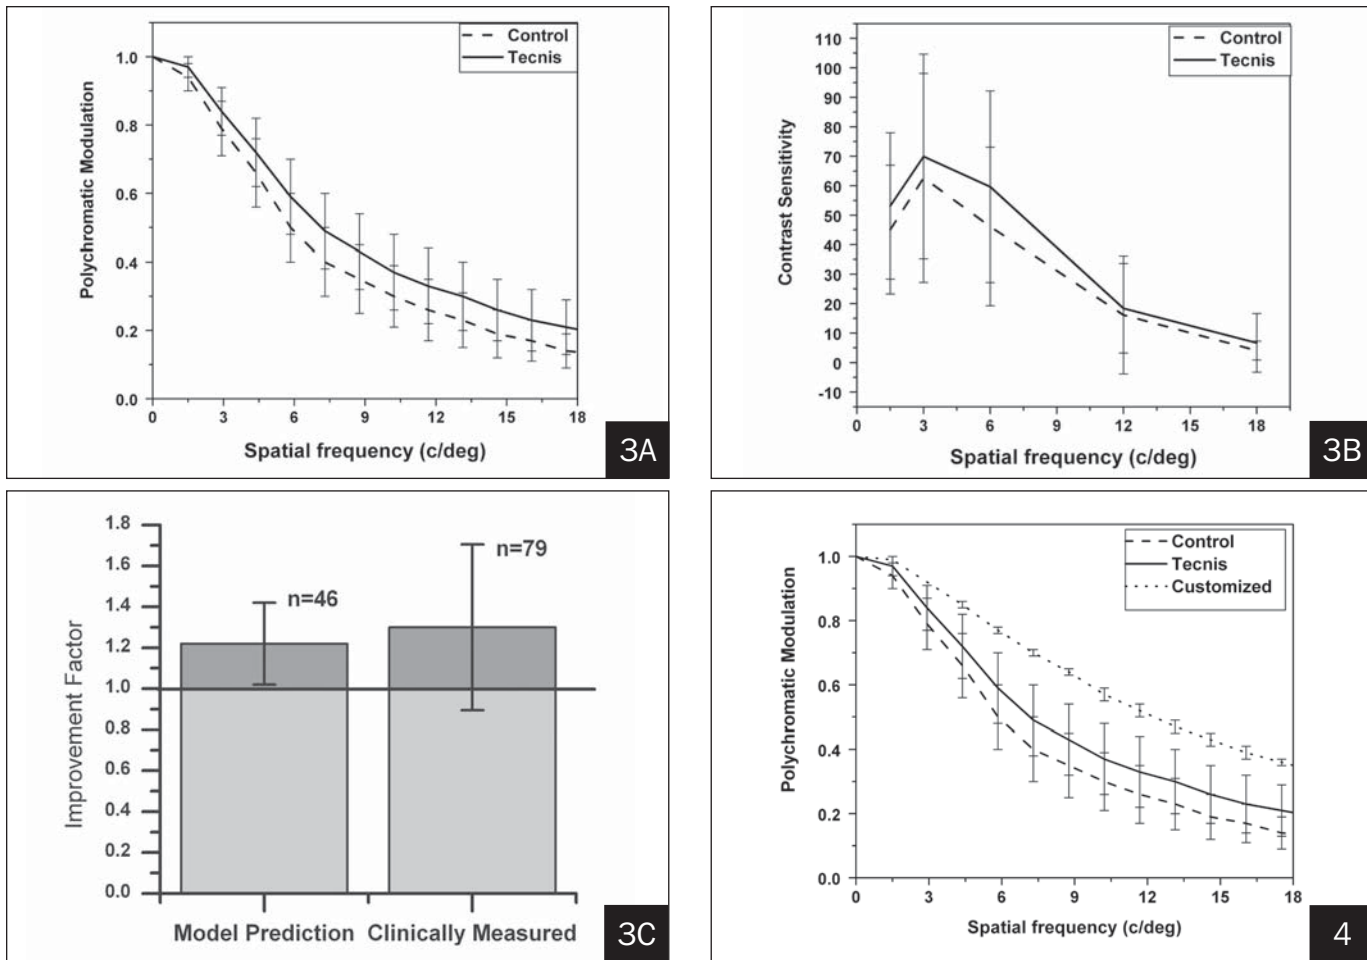 Control
Tecnis
Polychromatic Modulation
1.0
0.8
0.6
0.4
0.2
0.0
0 3 6 9 12 15 18
Spatial frequency (c/deg)
3A
Control
Tecnis
Contrast Sensitivity
110
100
90
80
70
60
50
40
30
20
10
0
-10
0 3 6 9 12 15 18
Spatial frequency (c/deg)
3B
Improvement Factor
1.8
1.6
1.4
1.2
1.0
0.8
0.6
0.4
0.2
0.0
n=46
n=79
Model Prediction Clinically Measured
3C
Control
Tecnis
Customized
Polychromatic Modulation
1.0
0.8
0.6
0.4
0.2
0.0
0 3 6 9 12 15 18
Spatial frequency (c/deg)
4